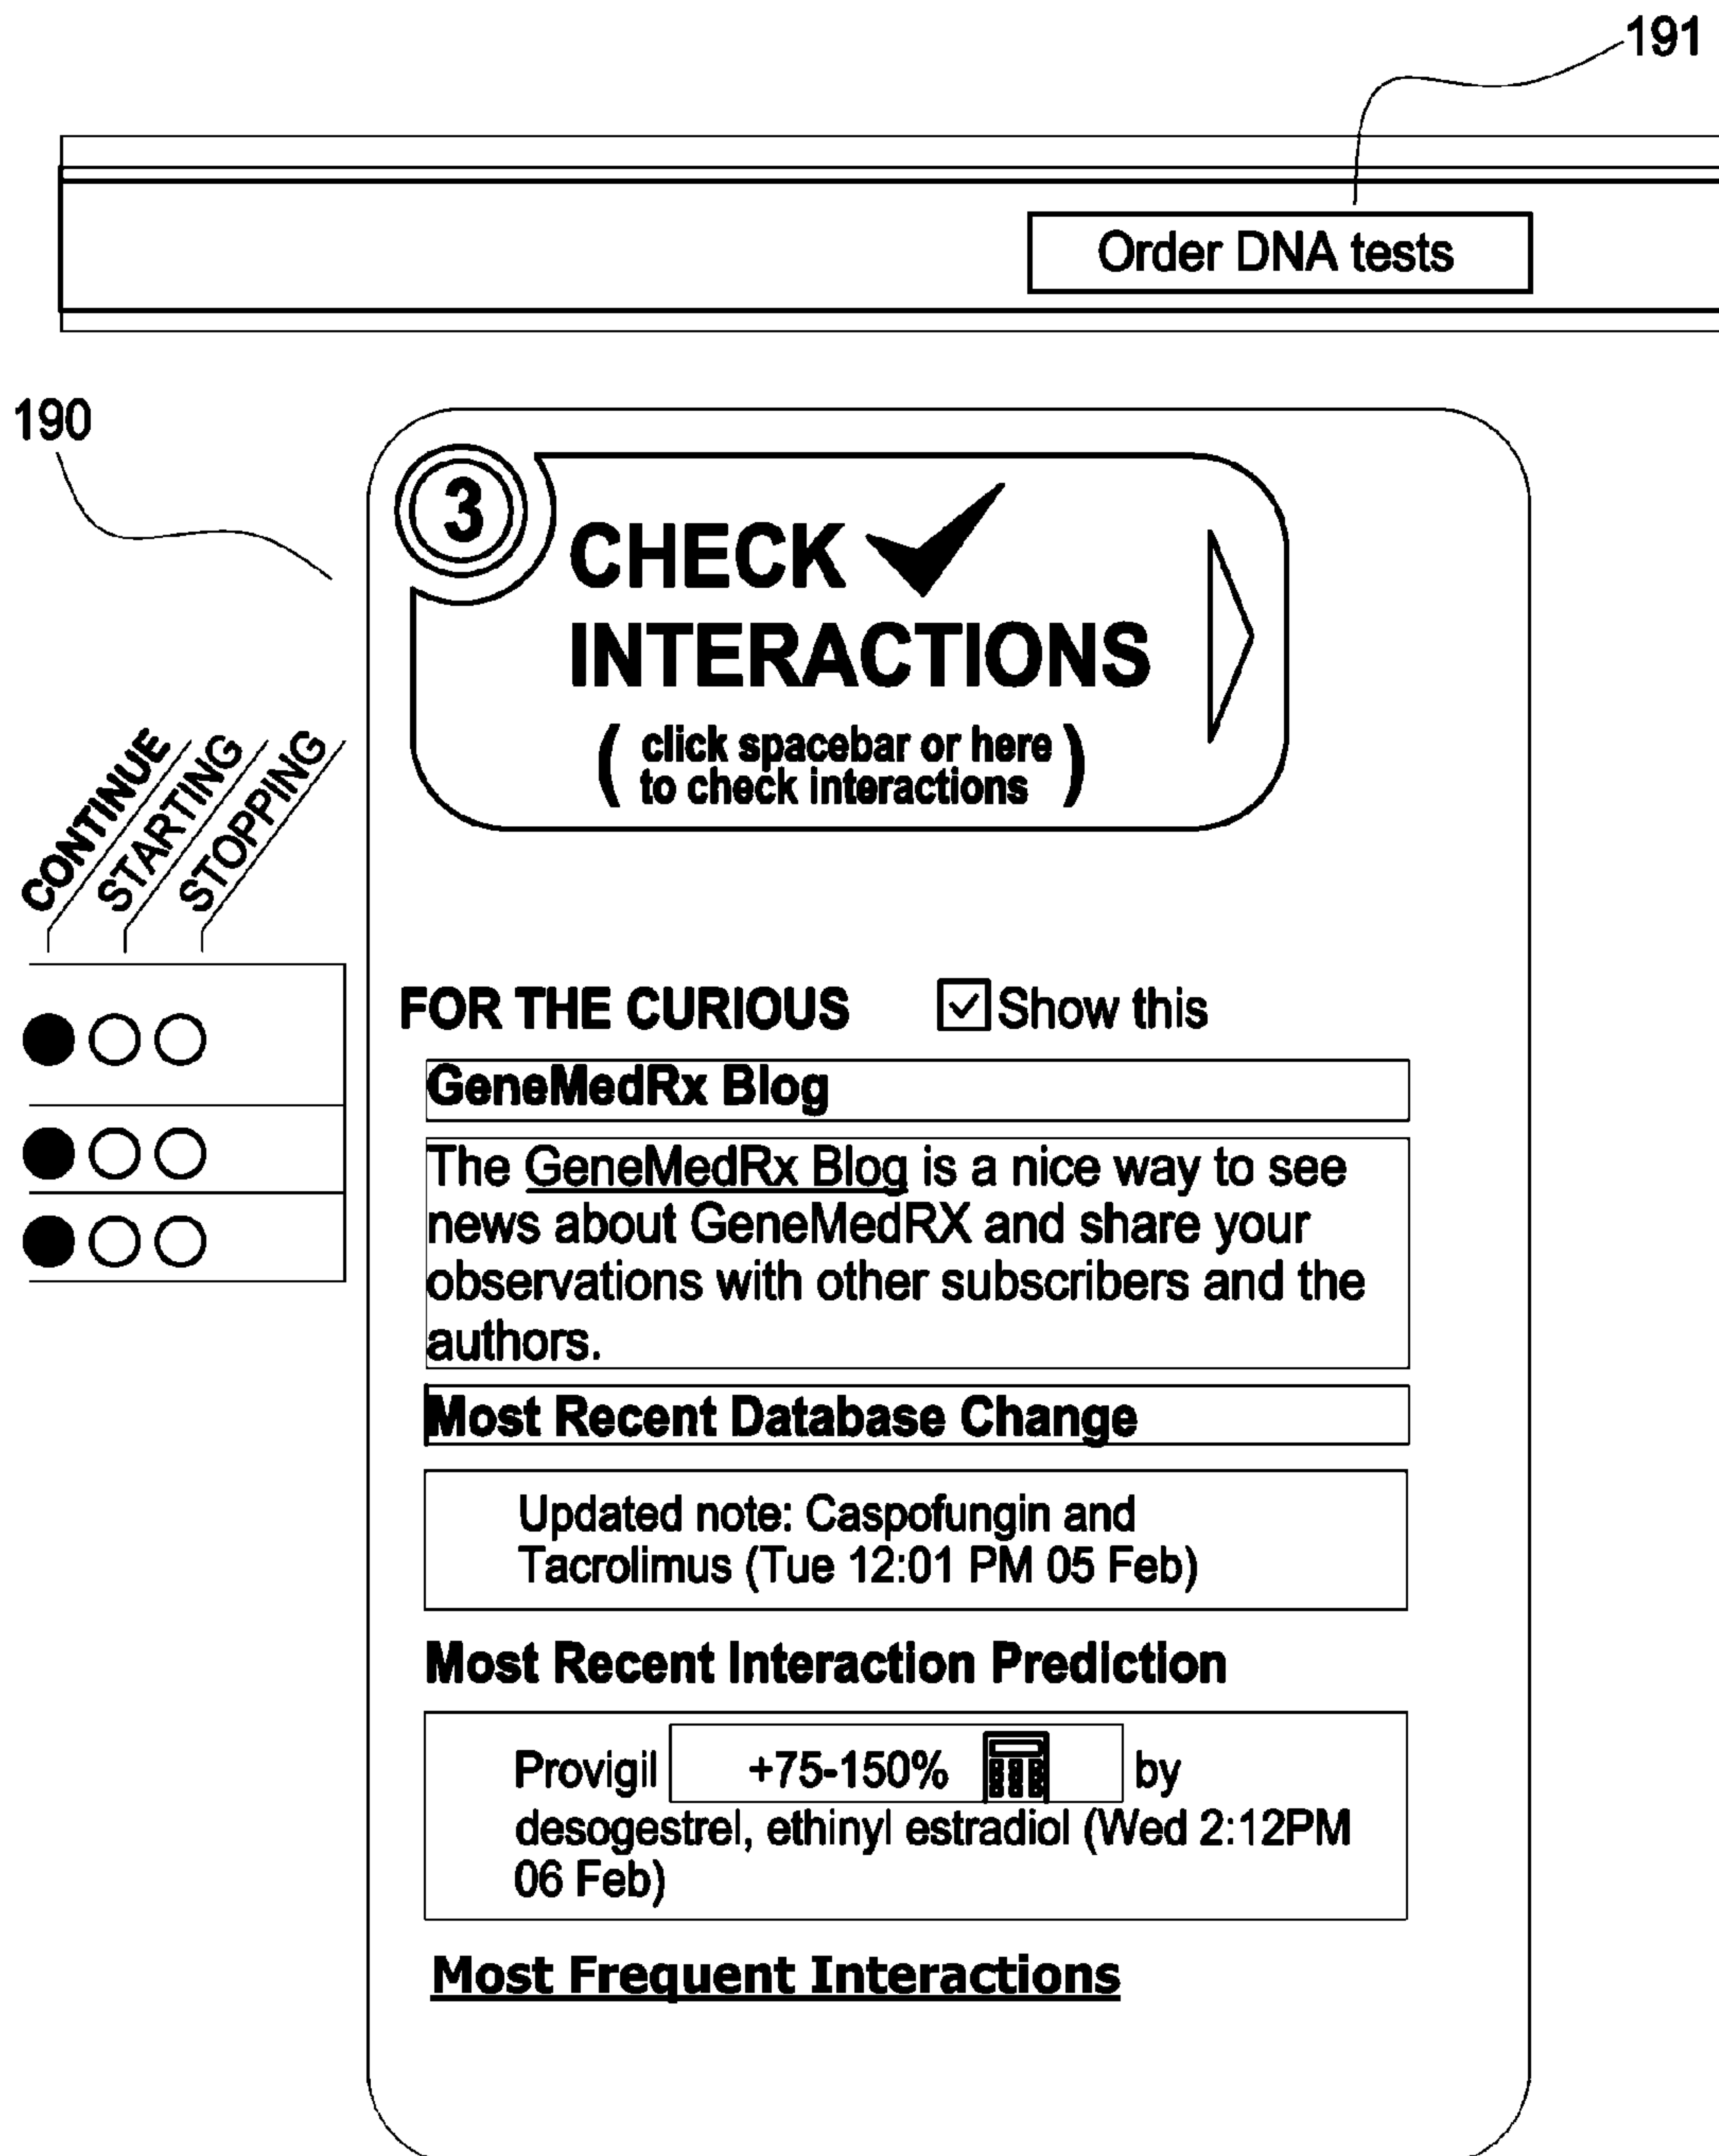 191
Order DNA tests
190
3
CHECK
INTERACTIONS
( click spacebar or here )
to check interactions
CONTINUE
STARTING
STOPPING
FOR THE CURIOUS Show this
GeneMedRx Blog
The GeneMedRx Blog is a nice way to see
news about GeneMedRX and share your
observations with other subscribers and the
authors.
Most Recent Database Change
Updated note: Caspofungin and
Tacrolimus (Tue 12:01 PM 05 Feb)
Most Recent Interaction Prediction
Provigil +75-150% by
desogestrel, ethinyl estradiol (Wed 2:12PM
06 Feb)
Most Frequent Interactions